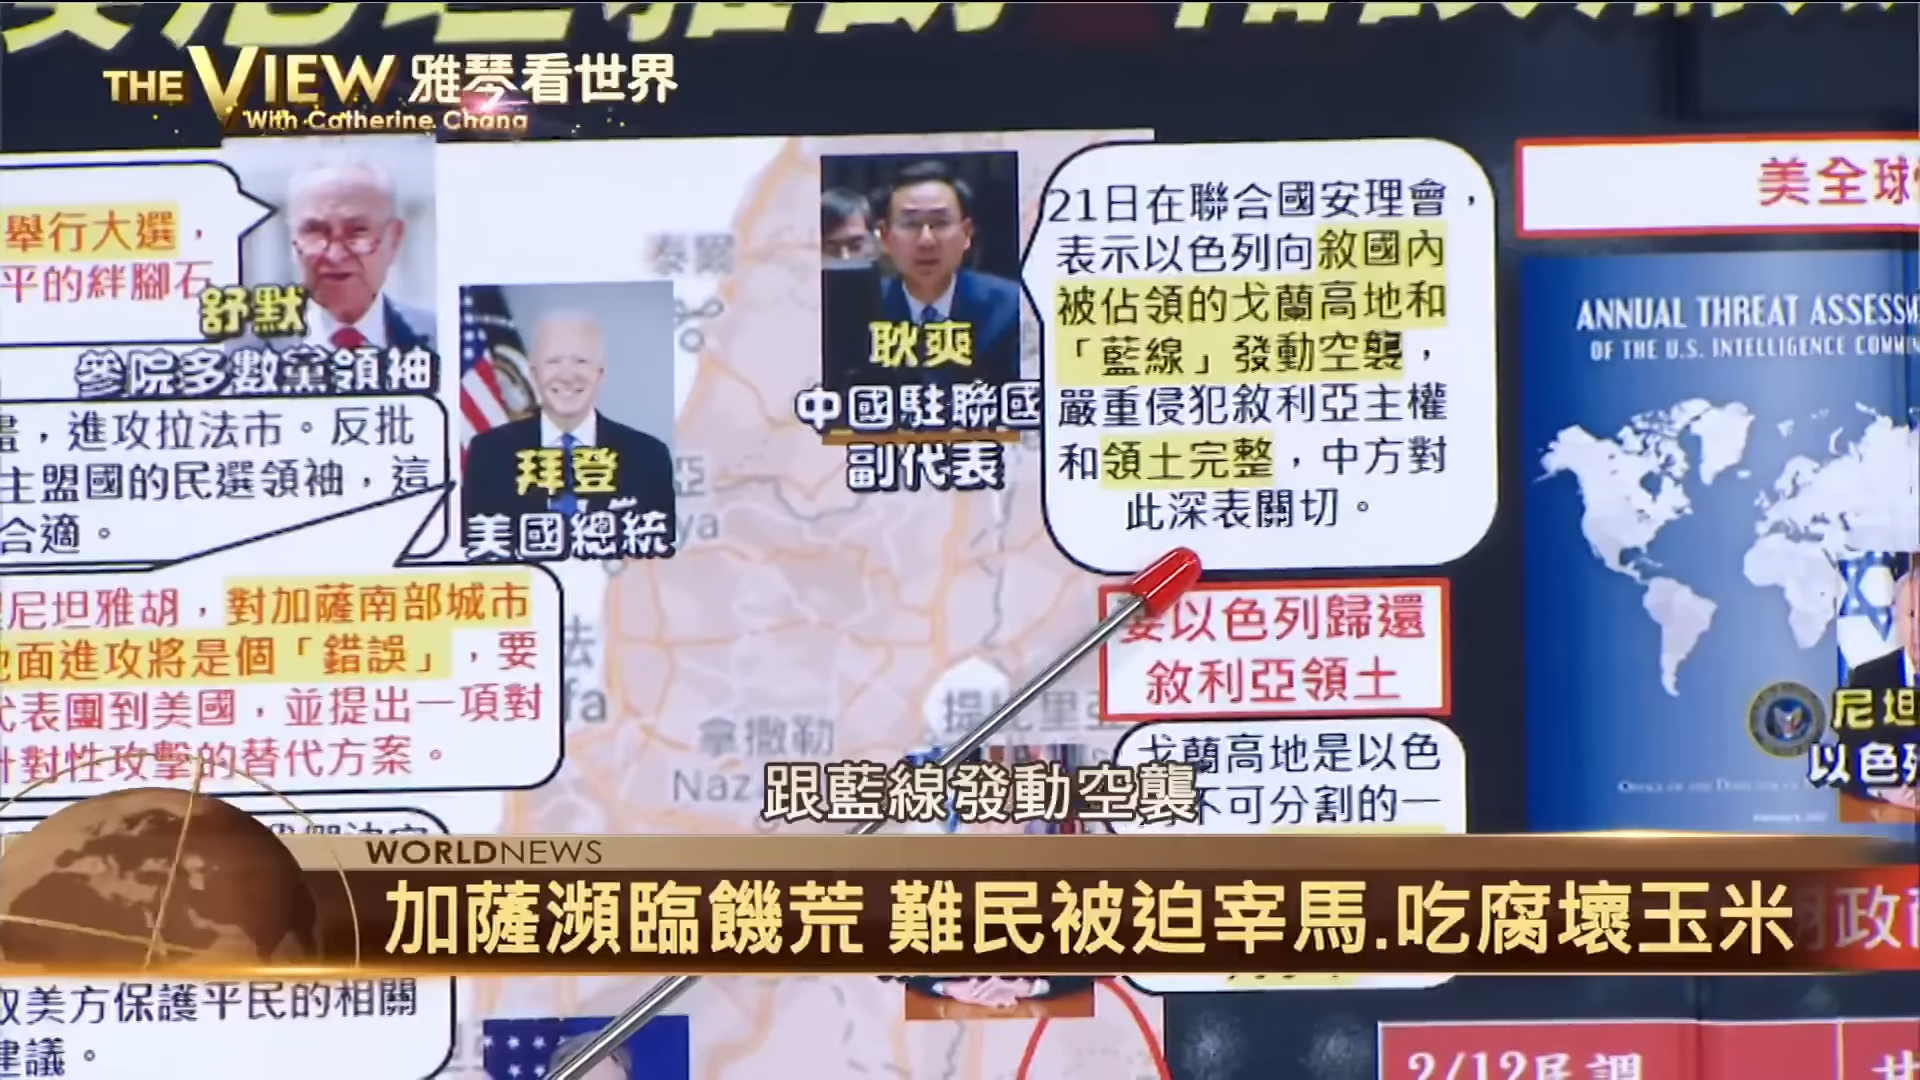 THE VIEW 雅琴看世界
With Catherine Chang
舉行大選，
平的絆腳石
舒默
參院多數黨領袖
，進攻拉法市。反批
主盟國的民選領袖，這
合適。
拜登
美國總統
尼坦雅胡，對加薩南部城市
面進攻將是個「錯誤」，要
代表團到美國，並提出一項對
針對性攻擊的替代方案。
取美方保護平民的相關
建議。
泰爾
耿爽
中國駐聯國
副代表
21日在聯合國安理會，
表示以色列向敘國內
被佔領的戈蘭高地和
「藍線」發動空襲，
嚴重侵犯敘利亞主權
和領土完整，中方對
此深表關切。
要以色列歸還
敘利亞領土
戈蘭高地是以色
不可分割的一
拿撒勒
Naz
美全球
ANNUAL THREAT ASSESSM
OF THE U.S. INTELLIGENCE COMM
尼坦
以色列
跟藍線發動空襲
WORLDNEWS
加薩瀕臨饑荒 難民被迫宰馬.吃腐壞玉米
2/12民調